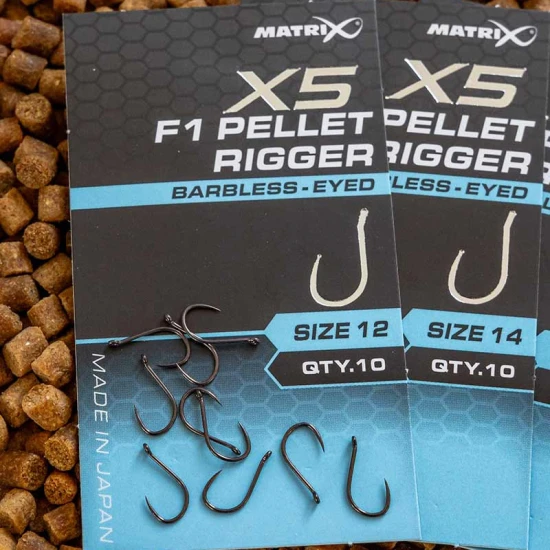 MATRIX
X5
F1 PELLET
RIGGER
BARBLESS-EYED
SIZE 12
QTY.10
MADE IN JAPAN
MATRIX
X5
PELLET
RIGGER
LESS-EYED
SIZE 14
QTY.10